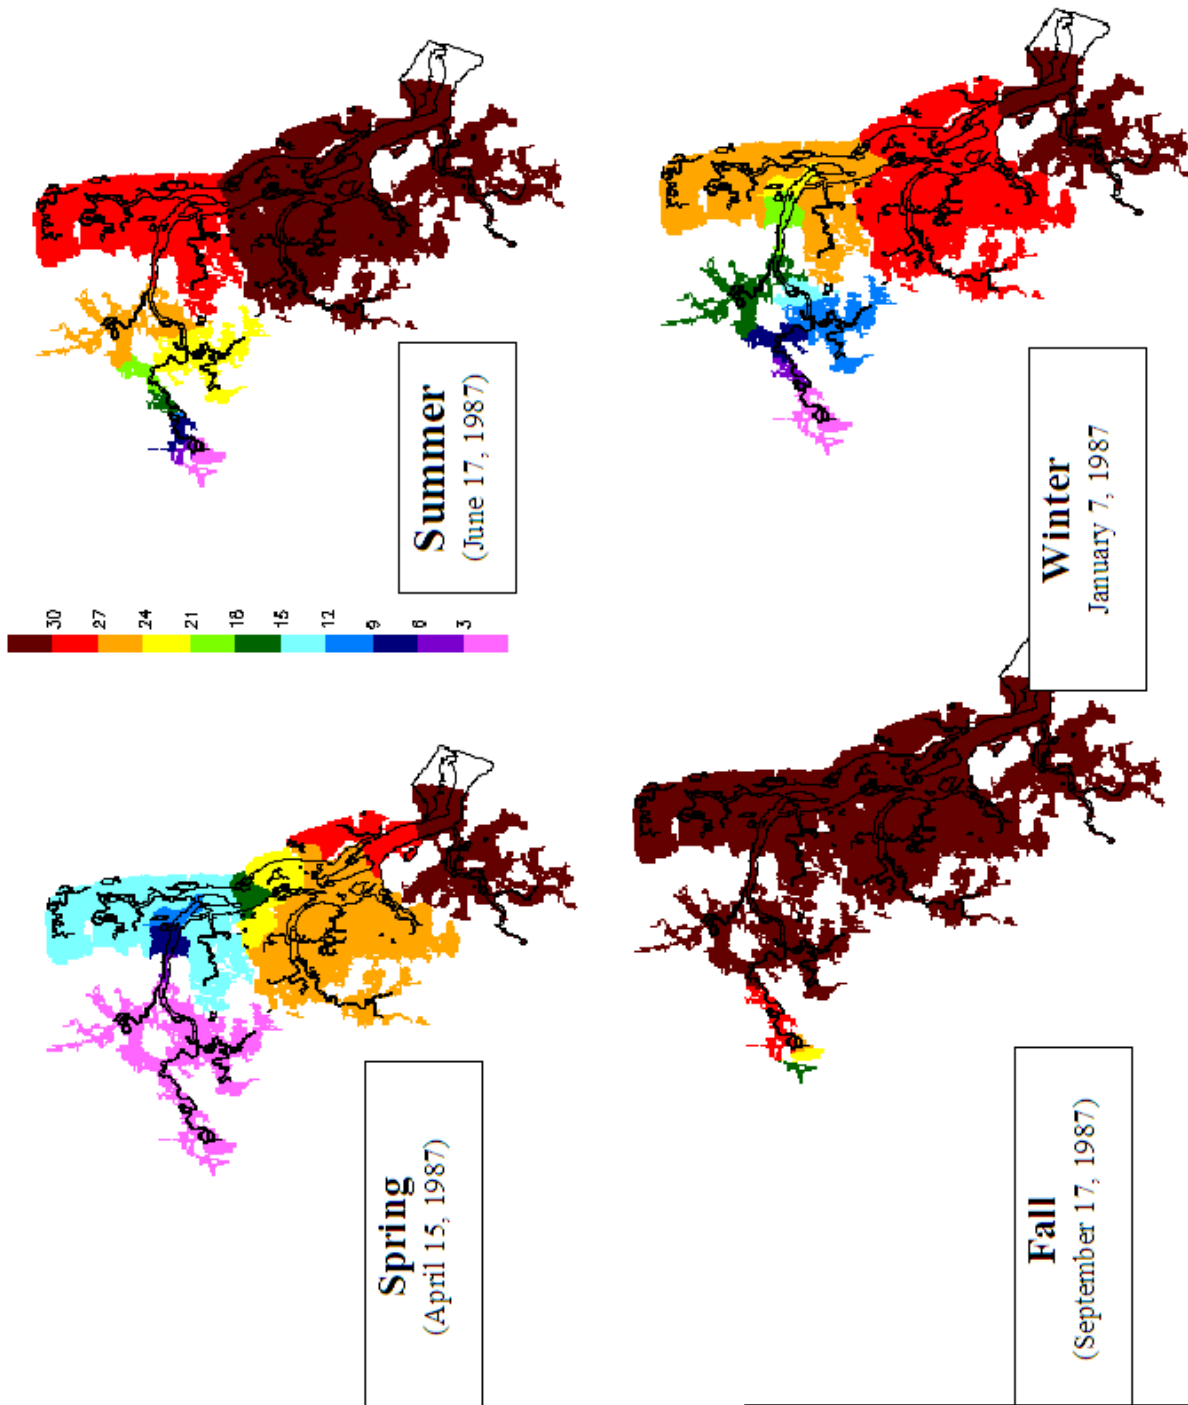 Spring
(April 15, 1987)
30
27
24
21
18
15
12
9
6
3
Summer
(June 17, 1987)
Fall
(September 17, 1987)
Winter
January 7, 1987